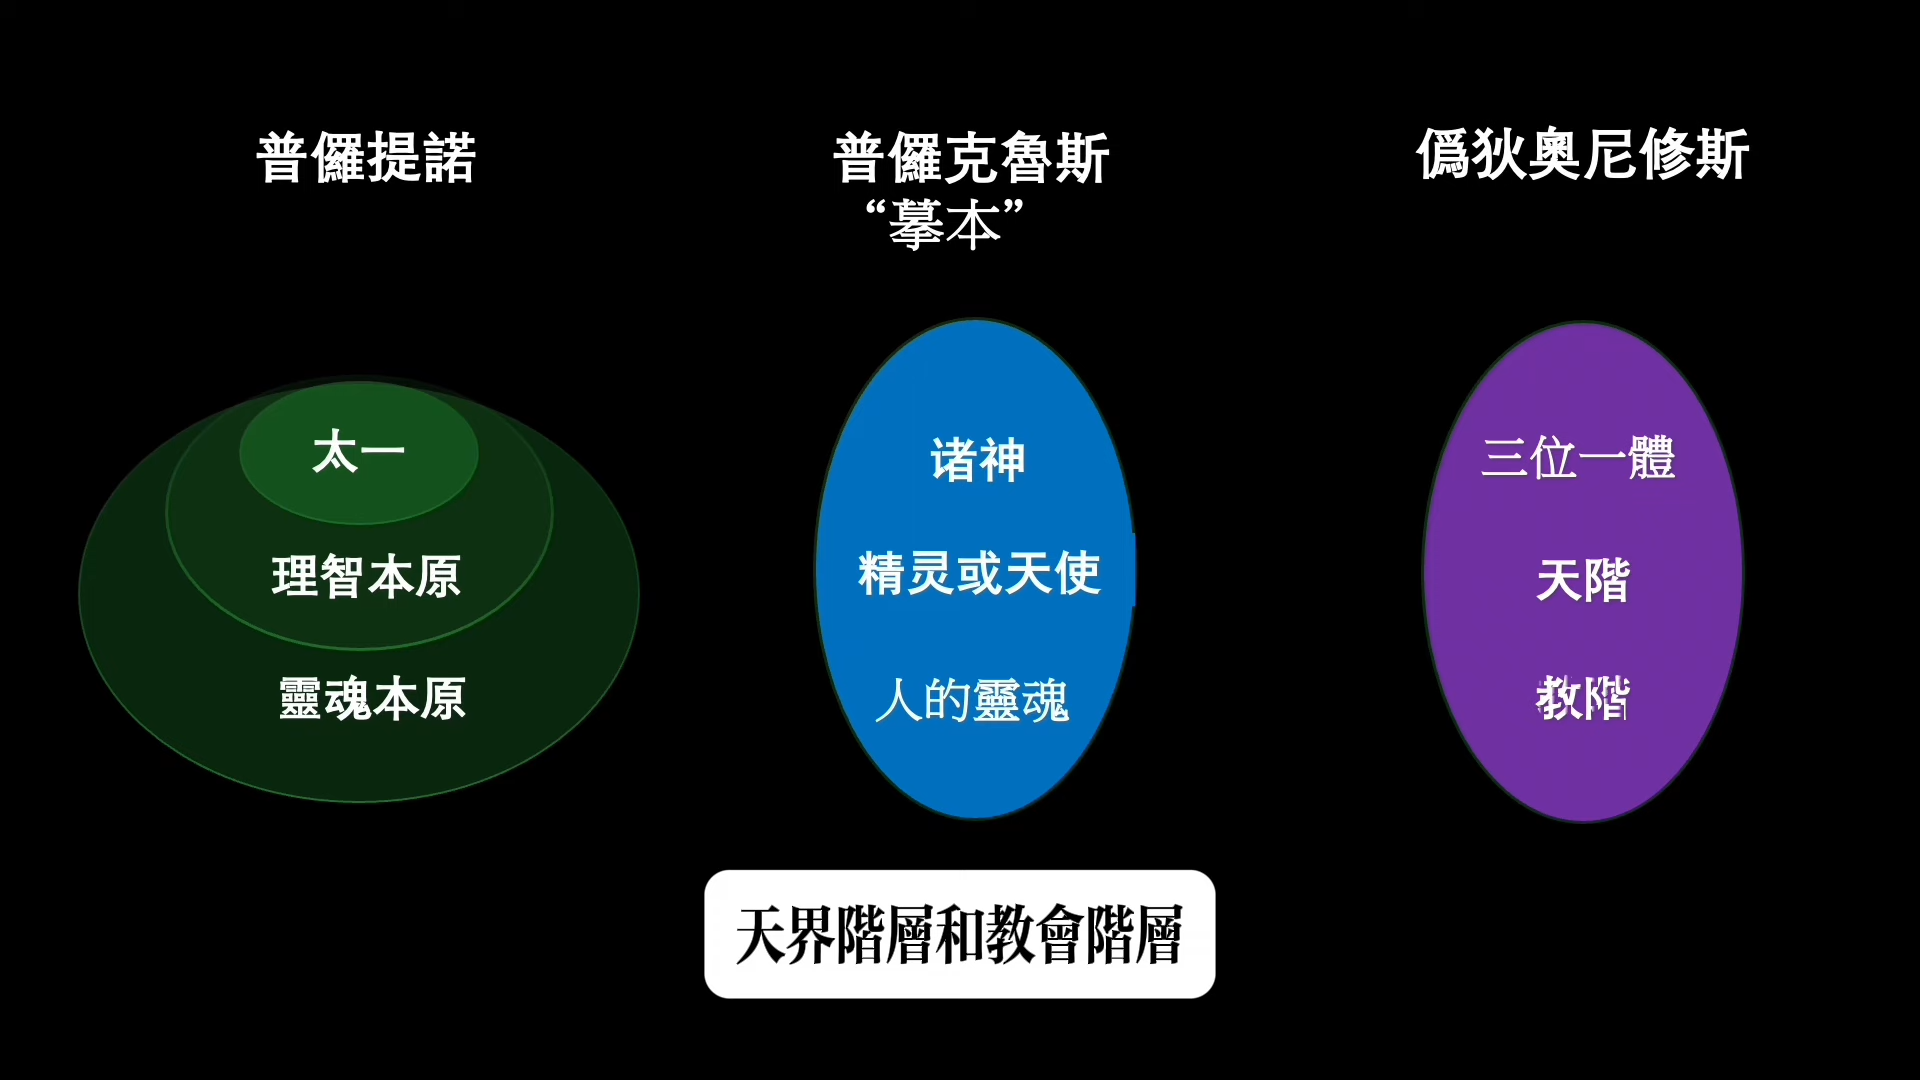 普儸提諾
太一
理智本原
靈魂本原
普儸克魯斯
“摹本”
诸神
精灵或天使
人的靈魂
僞狄奧尼修斯
三位一體
天階
教階
天界階層和教會階層